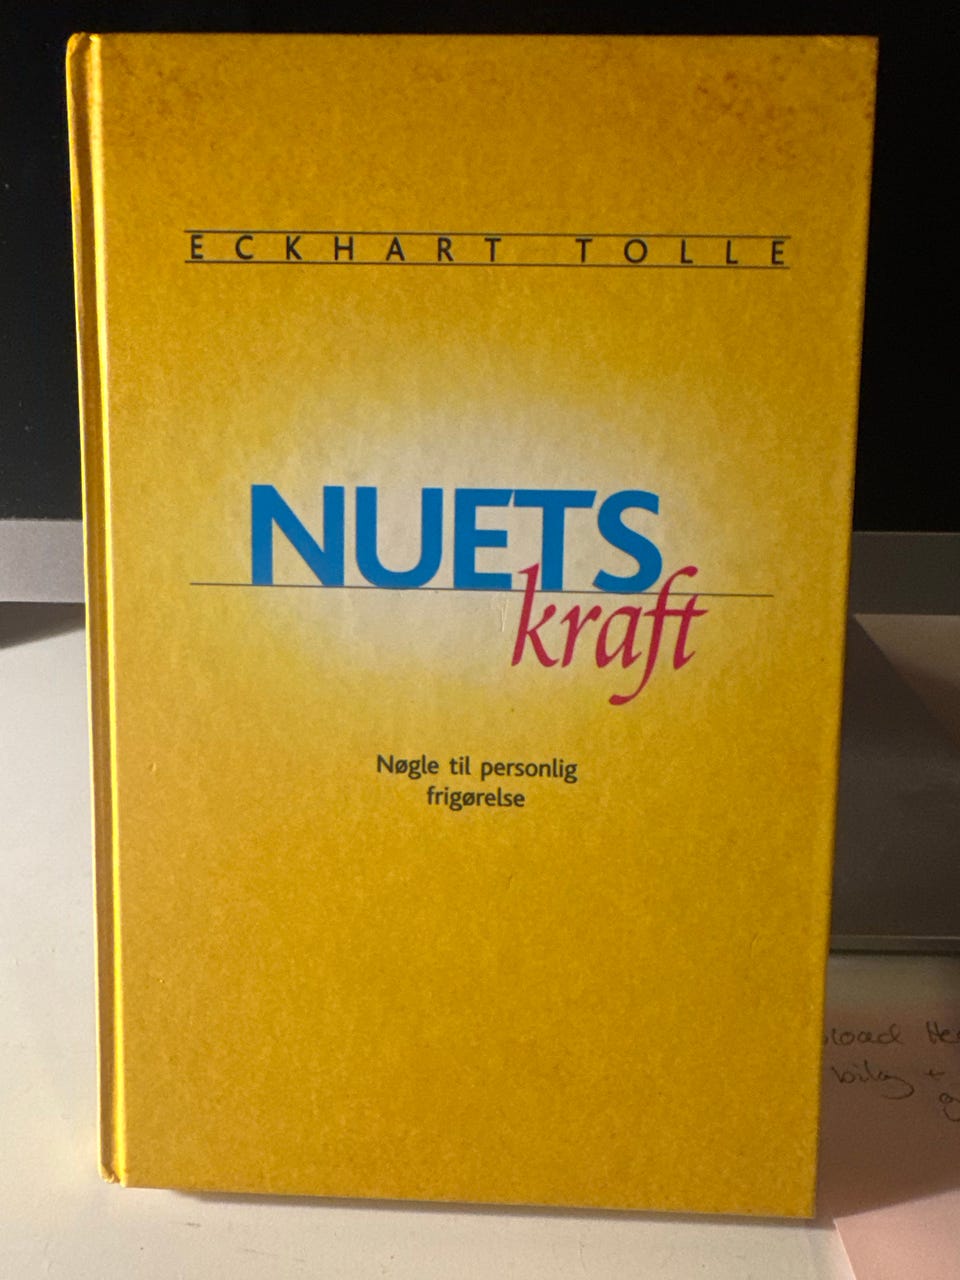 ECKHART TOLLE
NUETS
kraft
Nøgle til personlig
frigørelse